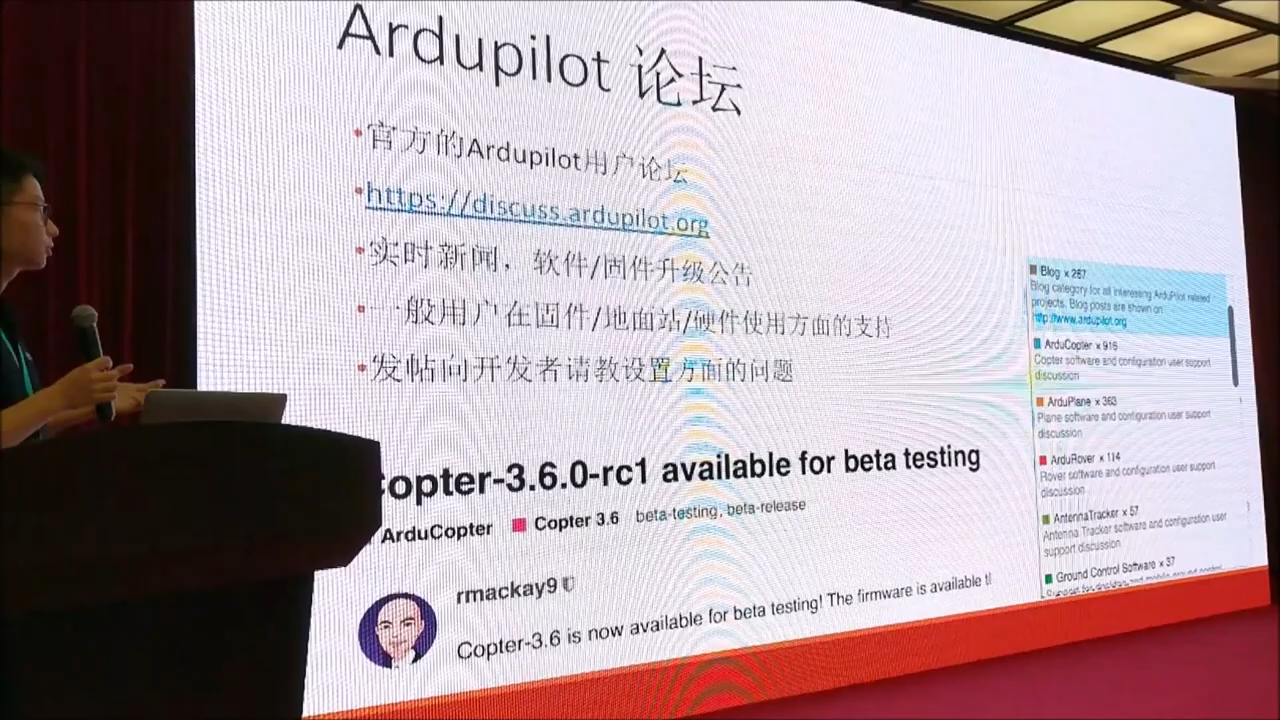 Ardupilot 论坛
•官方的Ardupilot用户论坛
•https://discuss.ardupilot.org
•实时新闻，软件/固件升级公告
•一般用户在固件/地面站/硬件使用方面的支持
•发帖向开发者请教设置方面的问题
Copter-3.6.0-rc1 available for beta testing
ArduCopter Copter 3.6 beta-testing, beta-release
rmackay9
Copter-3.6 is now available for beta testing! The firmware is available
Blog × 267
Blog category for all interesting ArduPilot related
projects. Blog posts are shown on
http://www.ardupilot.org
ArduCopter × 916
Copter software and configuration user support
discussion
ArduPlane × 363
Plane software and configuration user support
discussion
ArduRover × 114
Rover software and configuration user support
discussion
AntennaTracker × 57
Antenna Tracker software and configuration user
support discussion
Ground Control Software × 37